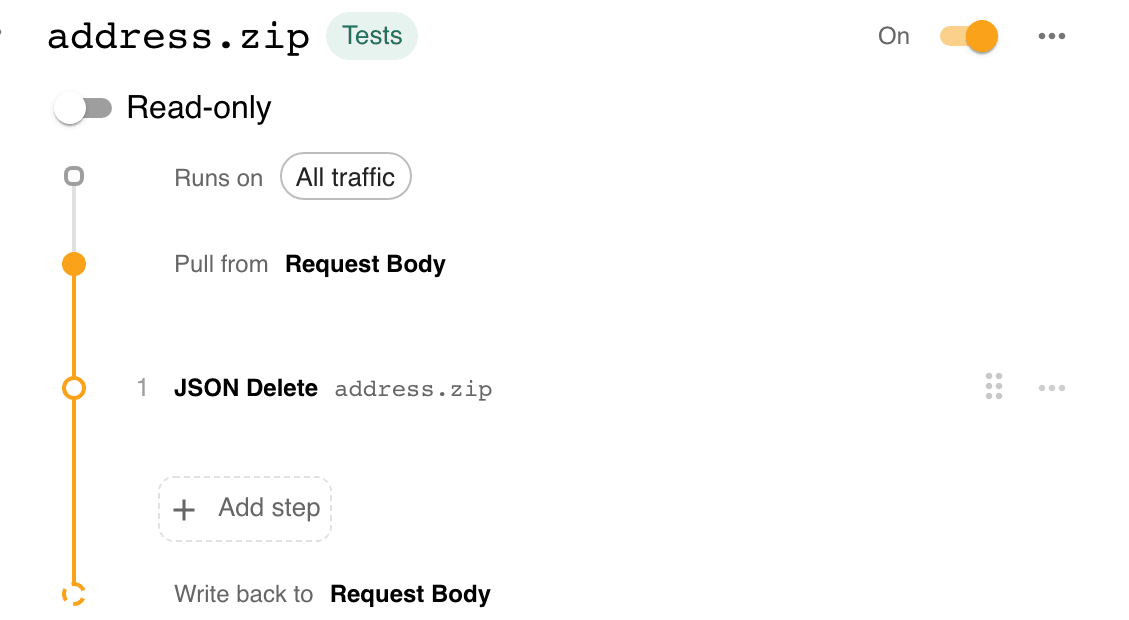 address.zip Tests On
Read-only
Runs on All traffic
Pull from Request Body
1 JSON Delete address.zip
+ Add step
Write back to Request Body